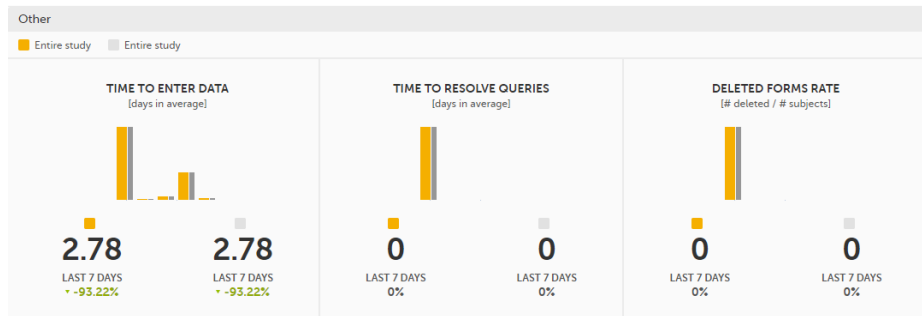 Other
Entire study Entire study
TIME TO ENTER DATA
[days in average]
2.78 2.78
LAST 7 DAYS LAST 7 DAYS
-93.22% -93.22%
TIME TO RESOLVE QUERIES
[days in average]
0 0
LAST 7 DAYS LAST 7 DAYS
0% 0%
DELETED FORMS RATE
[# deleted / # subjects]
0 0
LAST 7 DAYS LAST 7 DAYS
0% 0%